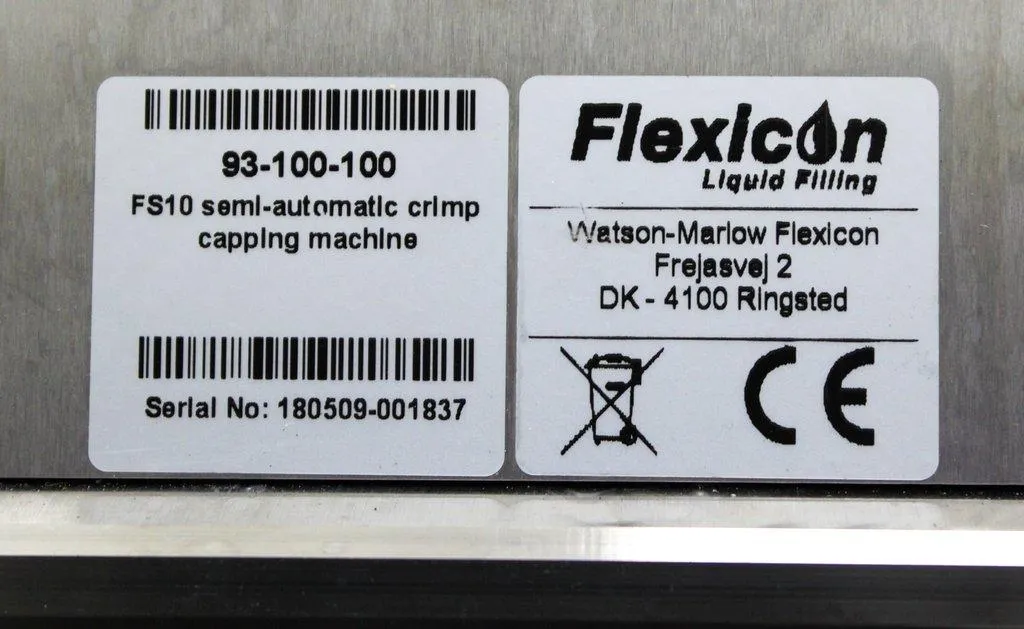 93-100-100
FS10 semi-automatic crimp
capping machine
Serial No: 180509-001837
Flexicon
Liquid Filling
Watson-Marlow Flexicon
Frejasvej 2
DK - 4100 Ringsted
CE